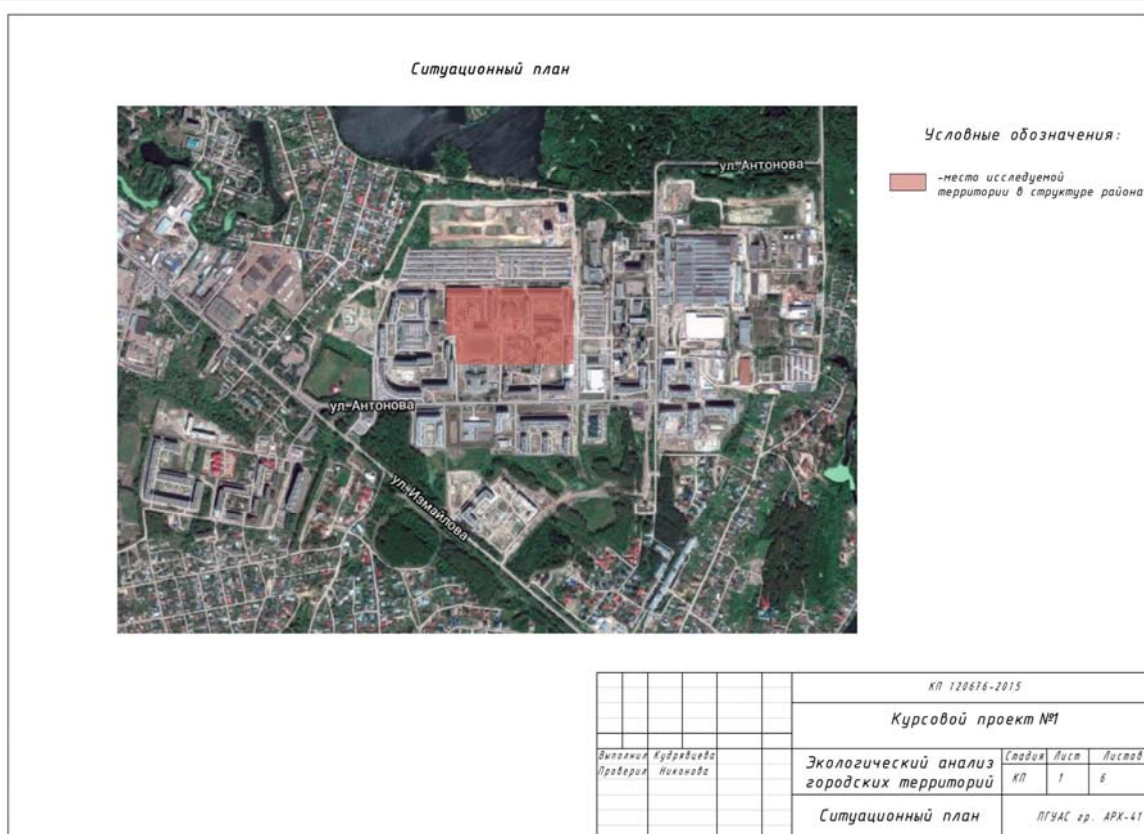 Ситуационный план
Условные обозначения:
-место исследуемой
территории в структуре района
ул. Антонова
ул. Антонова
ул. Измайлова
КП 120676-2015
Курсовой проект №1
Выполнил Кудрявцева
Проверил Никонова
Экологический анализ
городских территорий
Стадия Лист Листов
КП 1 6
Ситуационный план
ПГУАС гр. АРХ-41